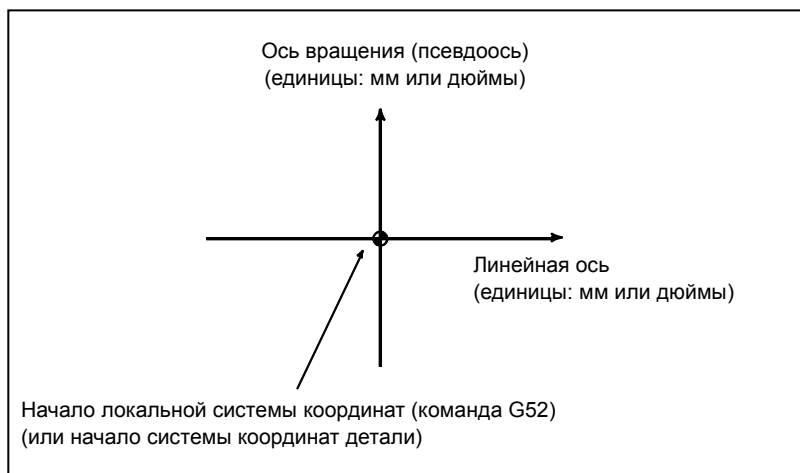 Ось вращения (псевдоось)
(единицы: мм или дюймы)
Линейная ось
(единицы: мм или дюймы)
Начало локальной системы координат (команда G52)
(или начало системы координат детали)